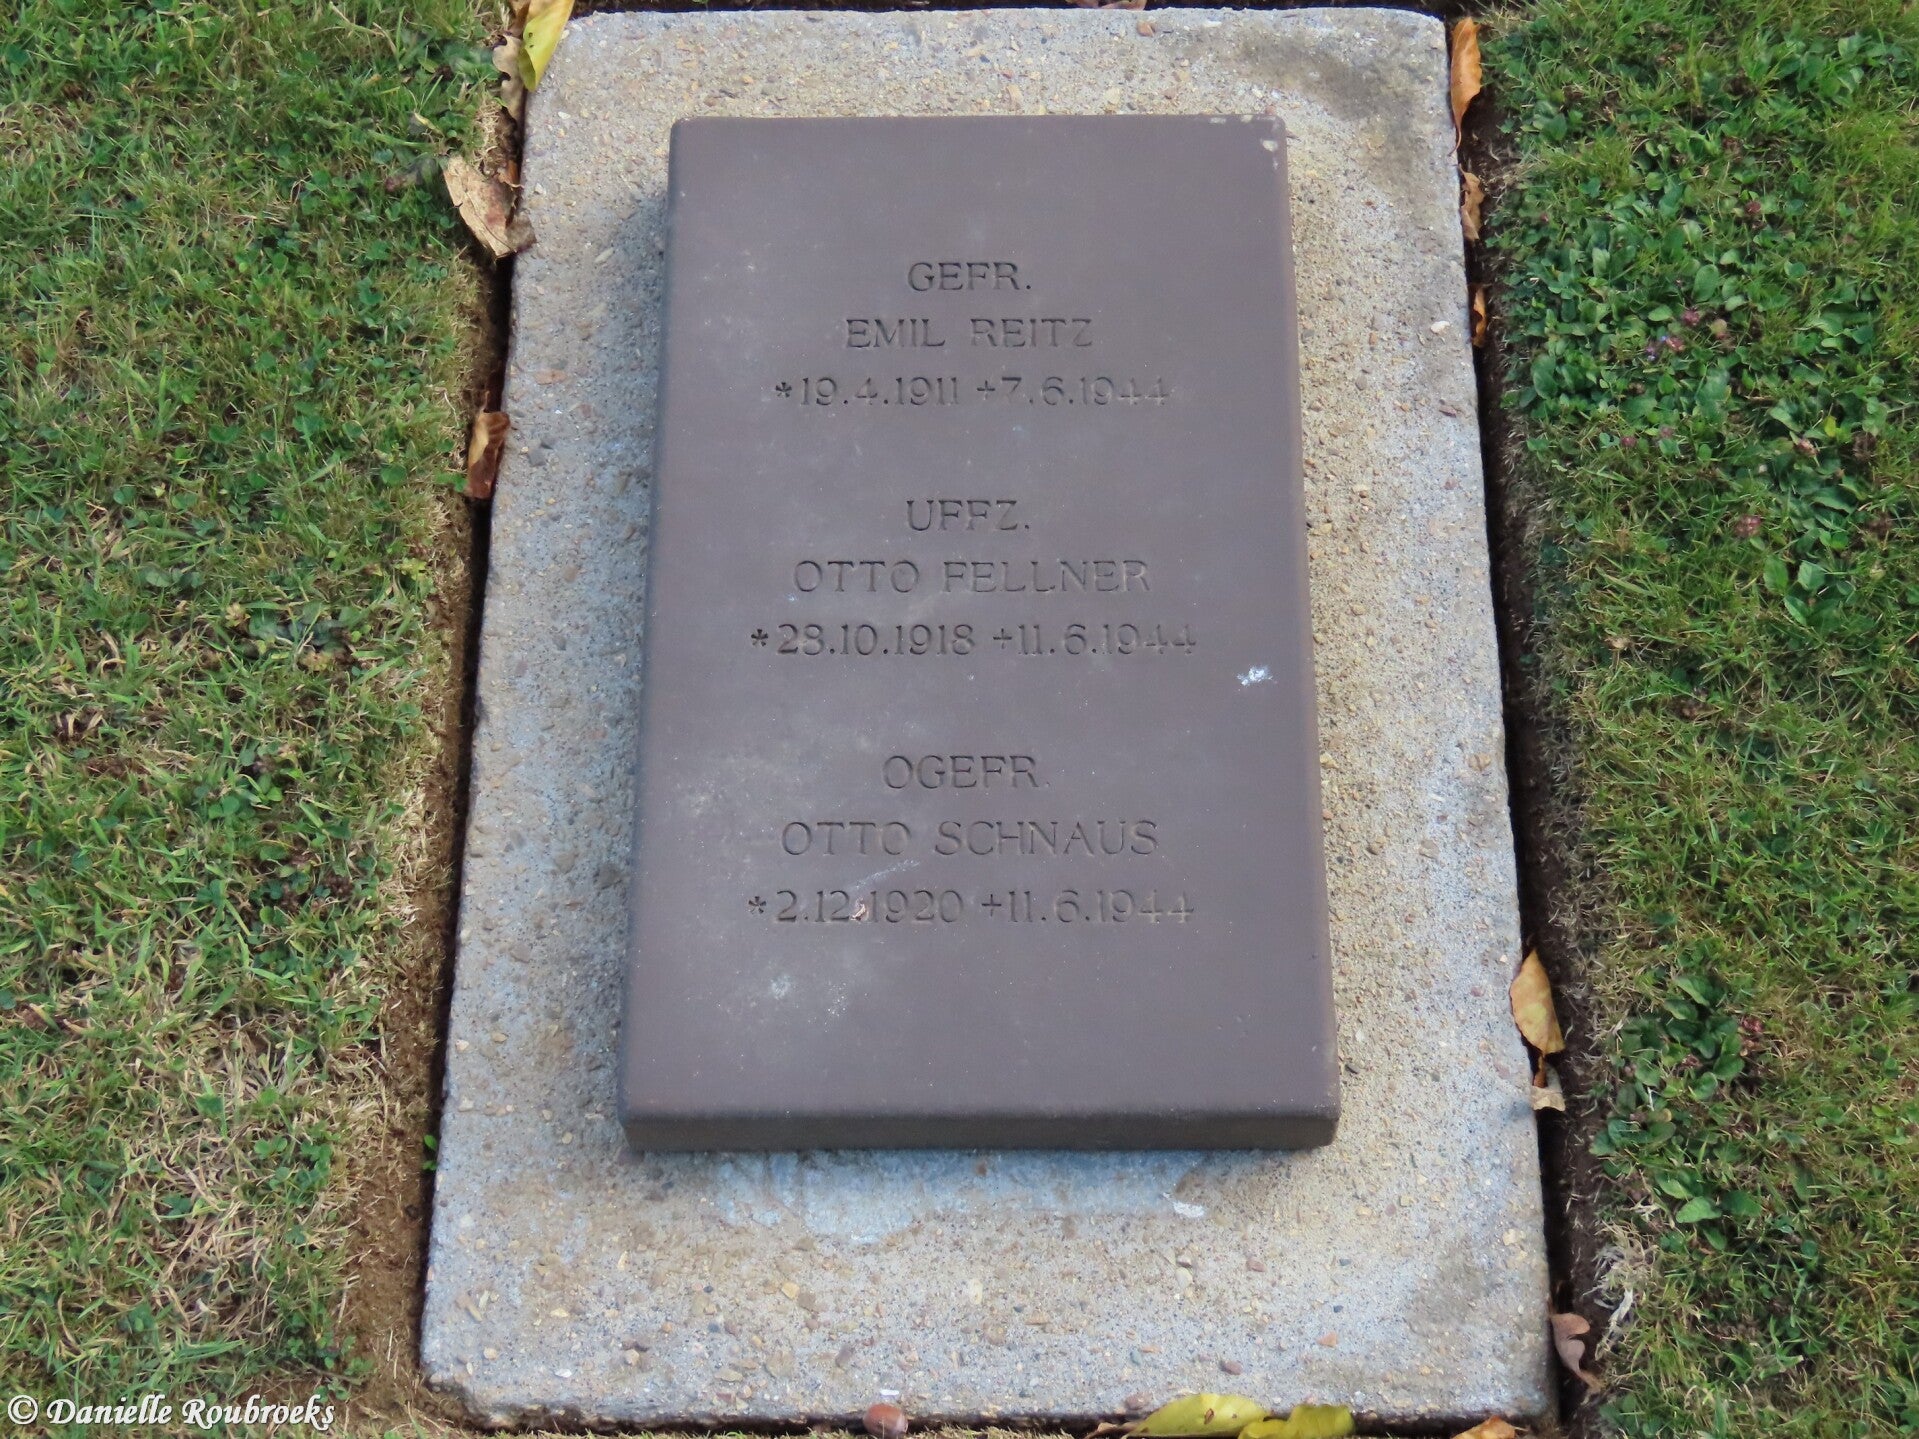 GEFR.
EMIL REITZ
*19.4.1911 +7.6.1944
UFFZ.
OTTO FELLNER
*28.10.1918 +11.6.1944
OGEFR.
OTTO SCHNAUS
*2.12.1920 +11.6.1944
© Danielle Roubroeks